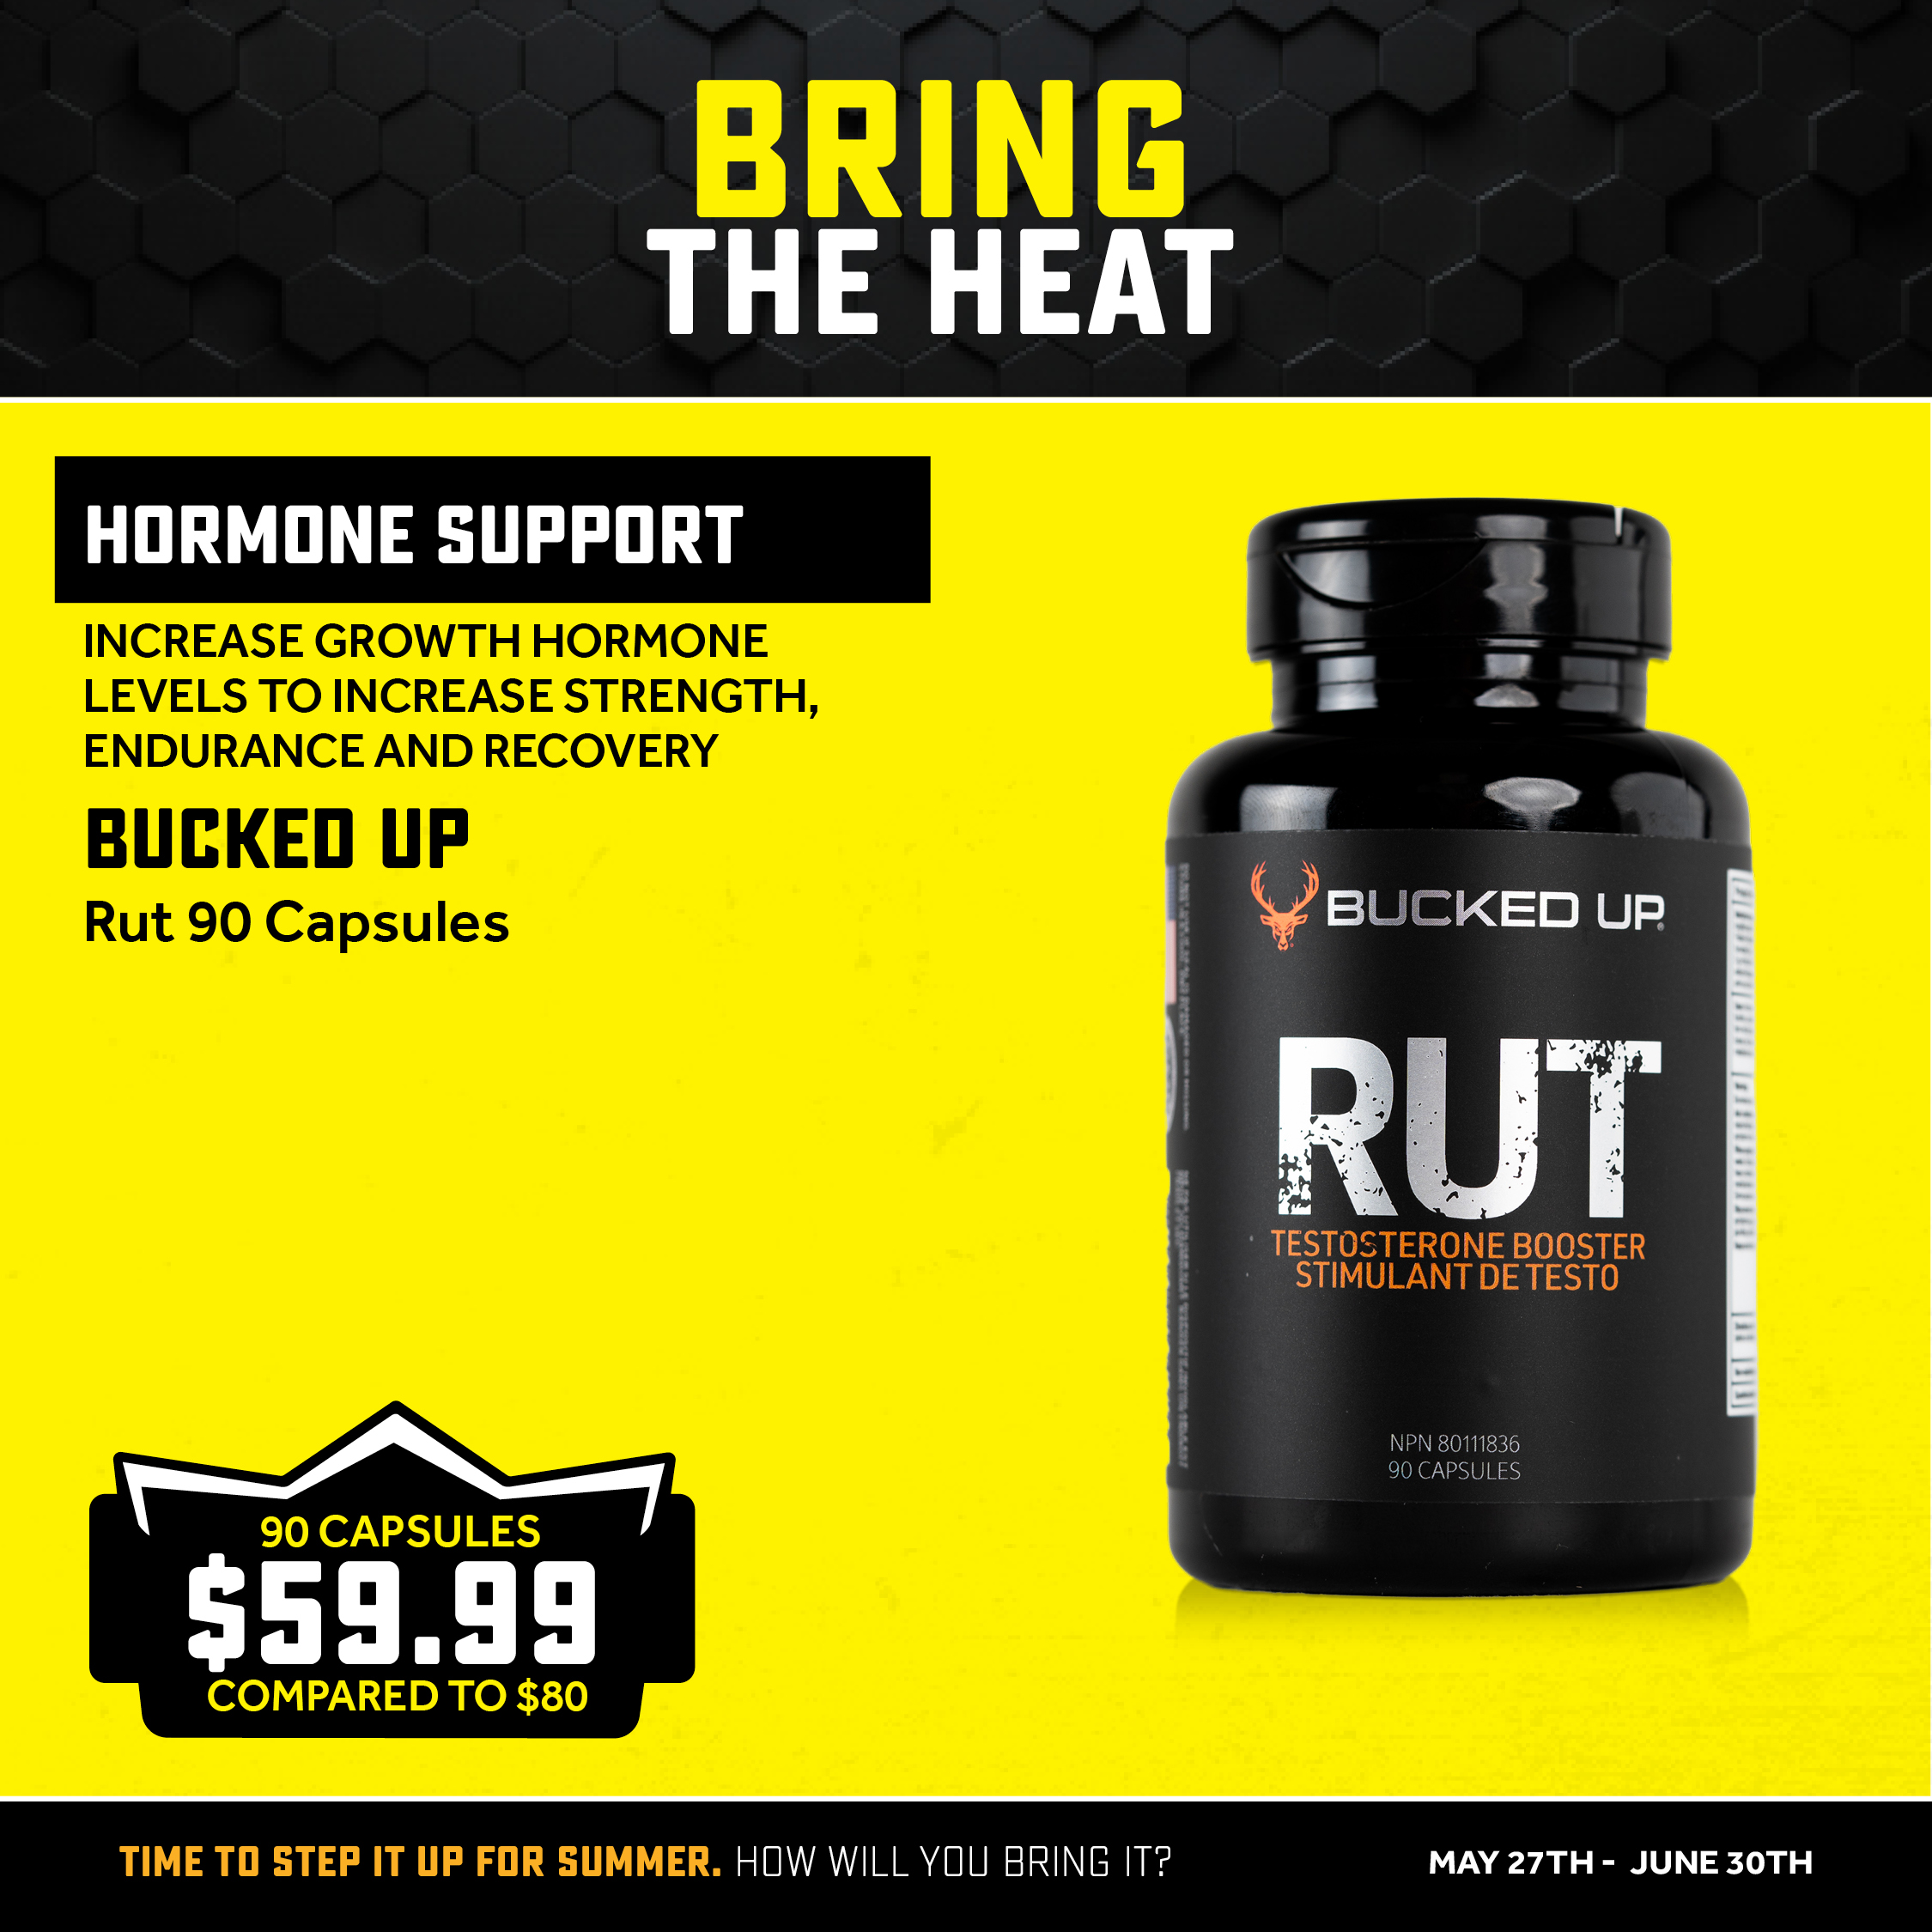 BRING
THE HEAT
HORMONE SUPPORT
INCREASE GROWTH HORMONE
LEVELS TO INCREASE STRENGTH,
ENDURANCE AND RECOVERY
BUCKED UP
Rut 90 Capsules
BUCKED UP®
RUT
TESTOSTERONE BOOSTER
STIMULANT DE TESTO
NPN 80111836
90 CAPSULES
90 CAPSULES
$59.99
COMPARED TO $80
TIME TO STEP IT UP FOR SUMMER. HOW WILL YOU BRING IT?
MAY 27TH - JUNE 30TH